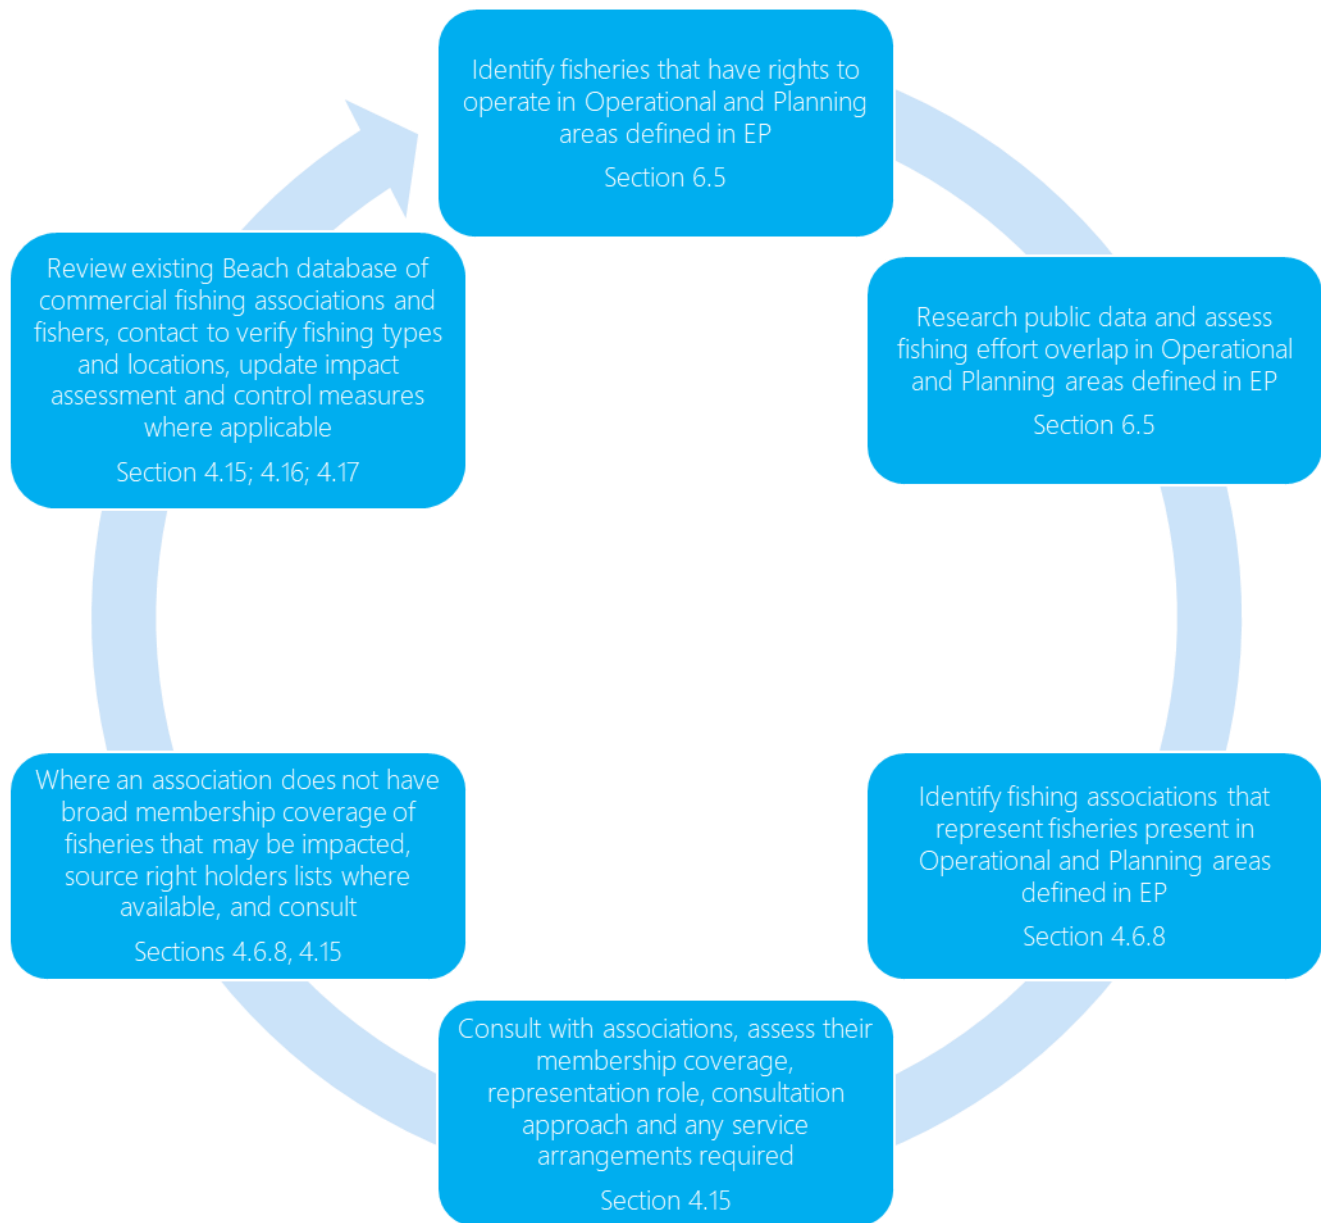 Identify fisheries that have rights to
operate in Operational and Planning
areas defined in EP
Section 6.5
Research public data and assess
fishing effort overlap in Operational
and Planning areas defined in EP
Section 6.5
Identify fishing associations that
represent fisheries present in
Operational and Planning areas
defined in EP
Section 4.6.8
Consult with associations, assess their
membership coverage,
representation role, consultation
approach and any service
arrangements required
Section 4.15
Where an association does not have
broad membership coverage of
fisheries that may be impacted,
source right holders lists where
available, and consult
Sections 4.6.8, 4.15
Review existing Beach database of
commercial fishing associations and
fishers, contact to verify fishing types
and locations, update impact
assessment and control measures
where applicable
Section 4.15; 4.16; 4.17